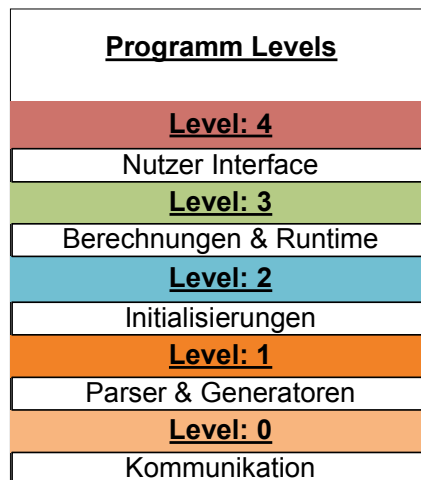 Programm Levels
Level: 4
Nutzer Interface
Level: 3
Berechnungen & Runtime
Level: 2
Initialisierungen
Level: 1
Parser & Generatoren
Level: 0
Kommunikation